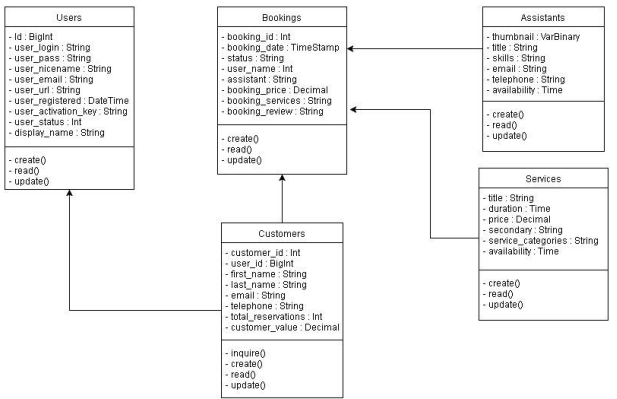 Users
- Id : BigInt
- user_login : String
- user_pass : String
- user_nicename : String
- user_email : String
- user_url : String
- user_registered : DateTime
- user_activation_key : String
- user_status : Int
- display_name : String
- create()
- read()
- update()
Bookings
- booking_id : Int
- booking_date : TimeStamp
- status : String
- user_name : Int
- assistant : String
- booking_price : Decimal
- booking_services : String
- booking_review : String
- create()
- read()
- update()
Assistants
- thumbnail : VarBinary
- title : String
- skills : String
- email : String
- telephone : String
- availability : Time
- create()
- read()
- update()
Services
- title : String
- duration : Time
- price : Decimal
- secondary : String
- service_categories : String
- availability : Time
- create()
- read()
- update()
Customers
- customer_id : Int
- user_id : BigInt
- first_name : String
- last_name : String
- email : String
- telephone : String
- total_reservations : Int
- customer_value : Decimal
- inquire()
- create()
- read()
- update()